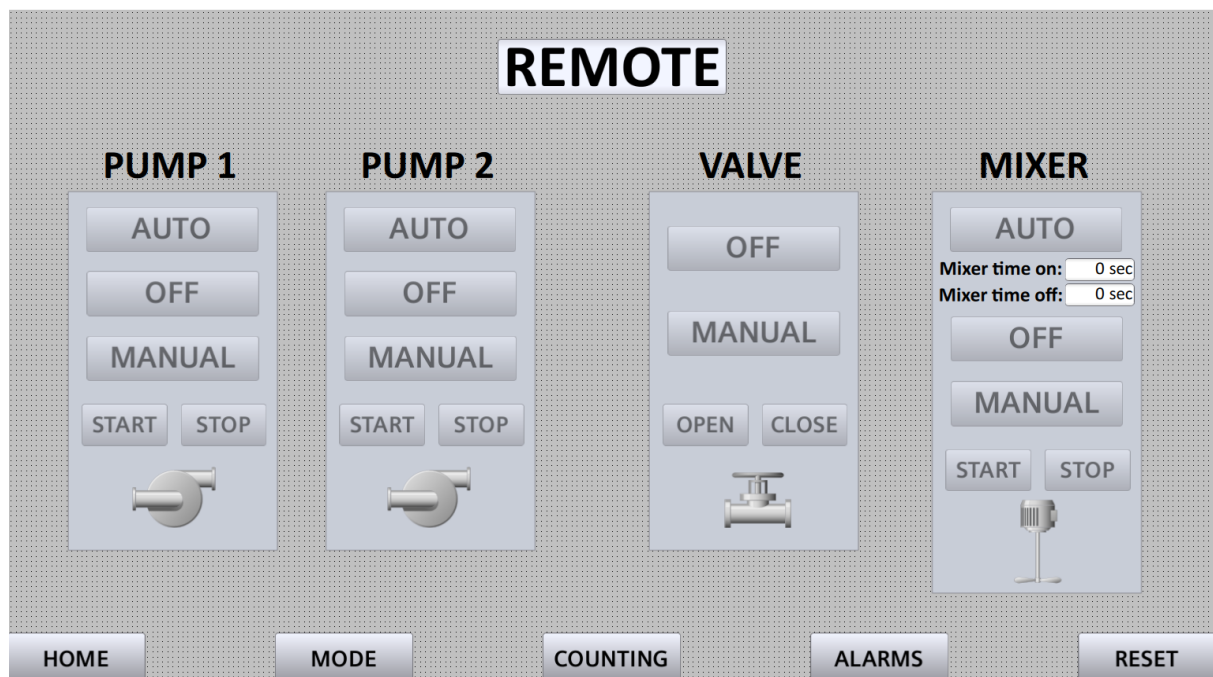 REMOTE
PUMP 1
AUTO
OFF
MANUAL
START STOP
PUMP 2
AUTO
OFF
MANUAL
START STOP
VALVE
OFF
MANUAL
OPEN CLOSE
MIXER
AUTO
Mixer time on: 0 sec
Mixer time off: 0 sec
OFF
MANUAL
START STOP
HOME MODE COUNTING ALARMS RESET